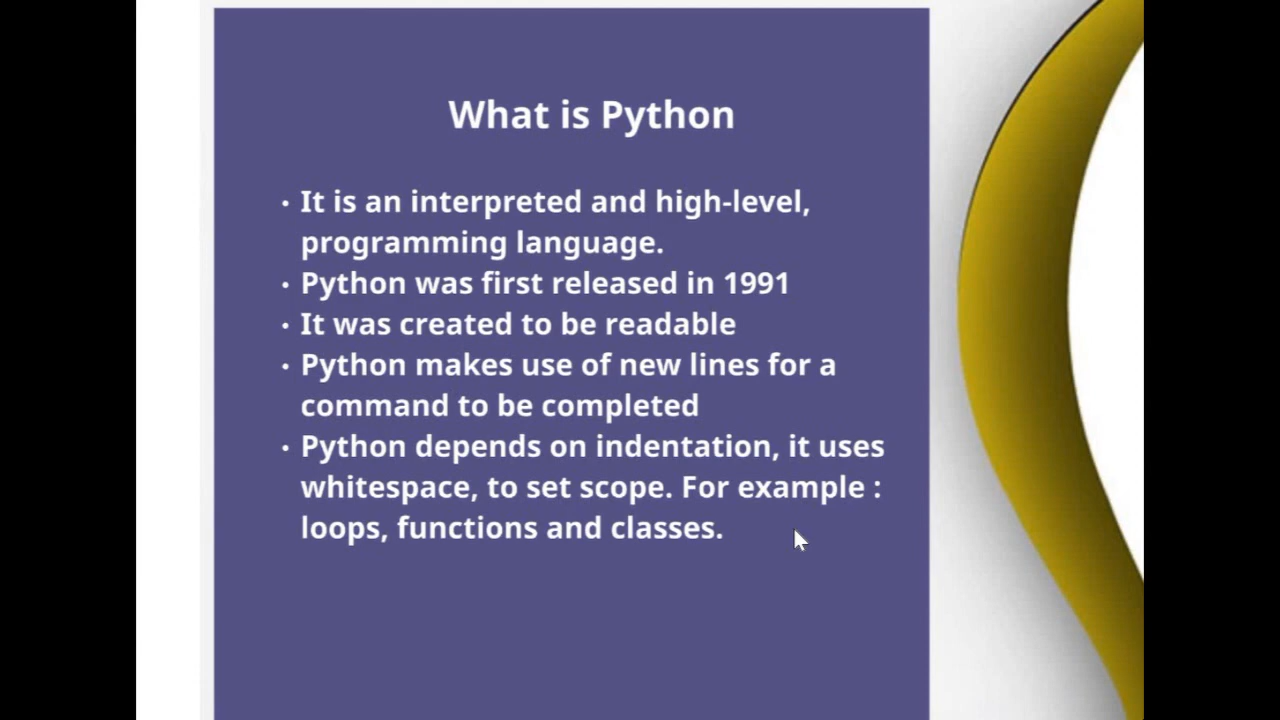 What is Python
• It is an interpreted and high-level,
programming language.
• Python was first released in 1991
• It was created to be readable
• Python makes use of new lines for a
command to be completed
• Python depends on indentation, it uses
whitespace, to set scope. For example :
loops, functions and classes.